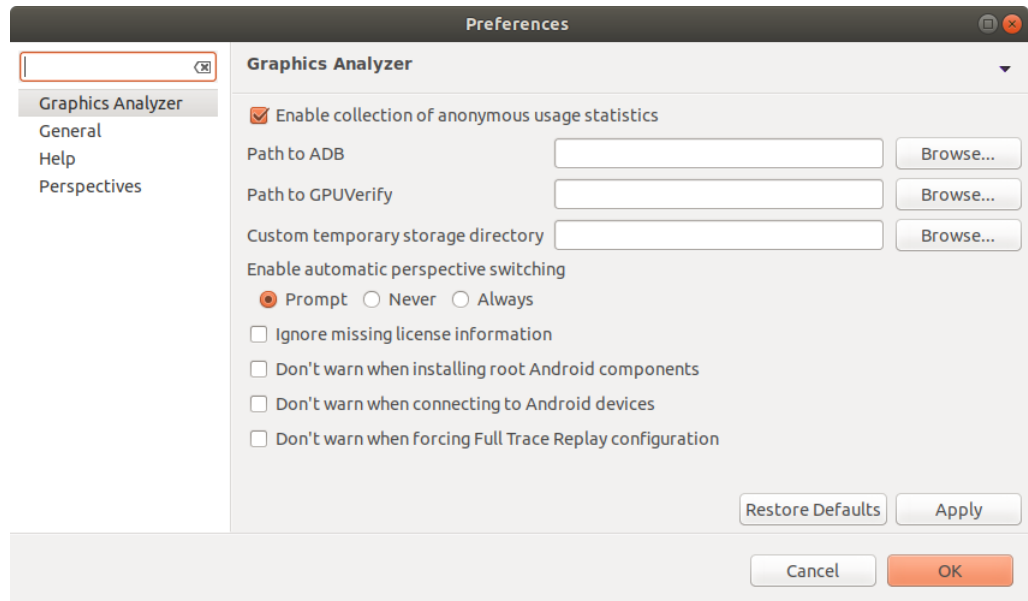 Preferences
Graphics Analyzer
General
Help
Perspectives
Graphics Analyzer
Enable collection of anonymous usage statistics
Path to ADB Browse...
Path to GPUVerify Browse...
Custom temporary storage directory Browse...
Enable automatic perspective switching
Prompt Never Always
Ignore missing license information
Don't warn when installing root Android components
Don't warn when connecting to Android devices
Don't warn when forcing Full Trace Replay configuration
Restore Defaults Apply
Cancel OK